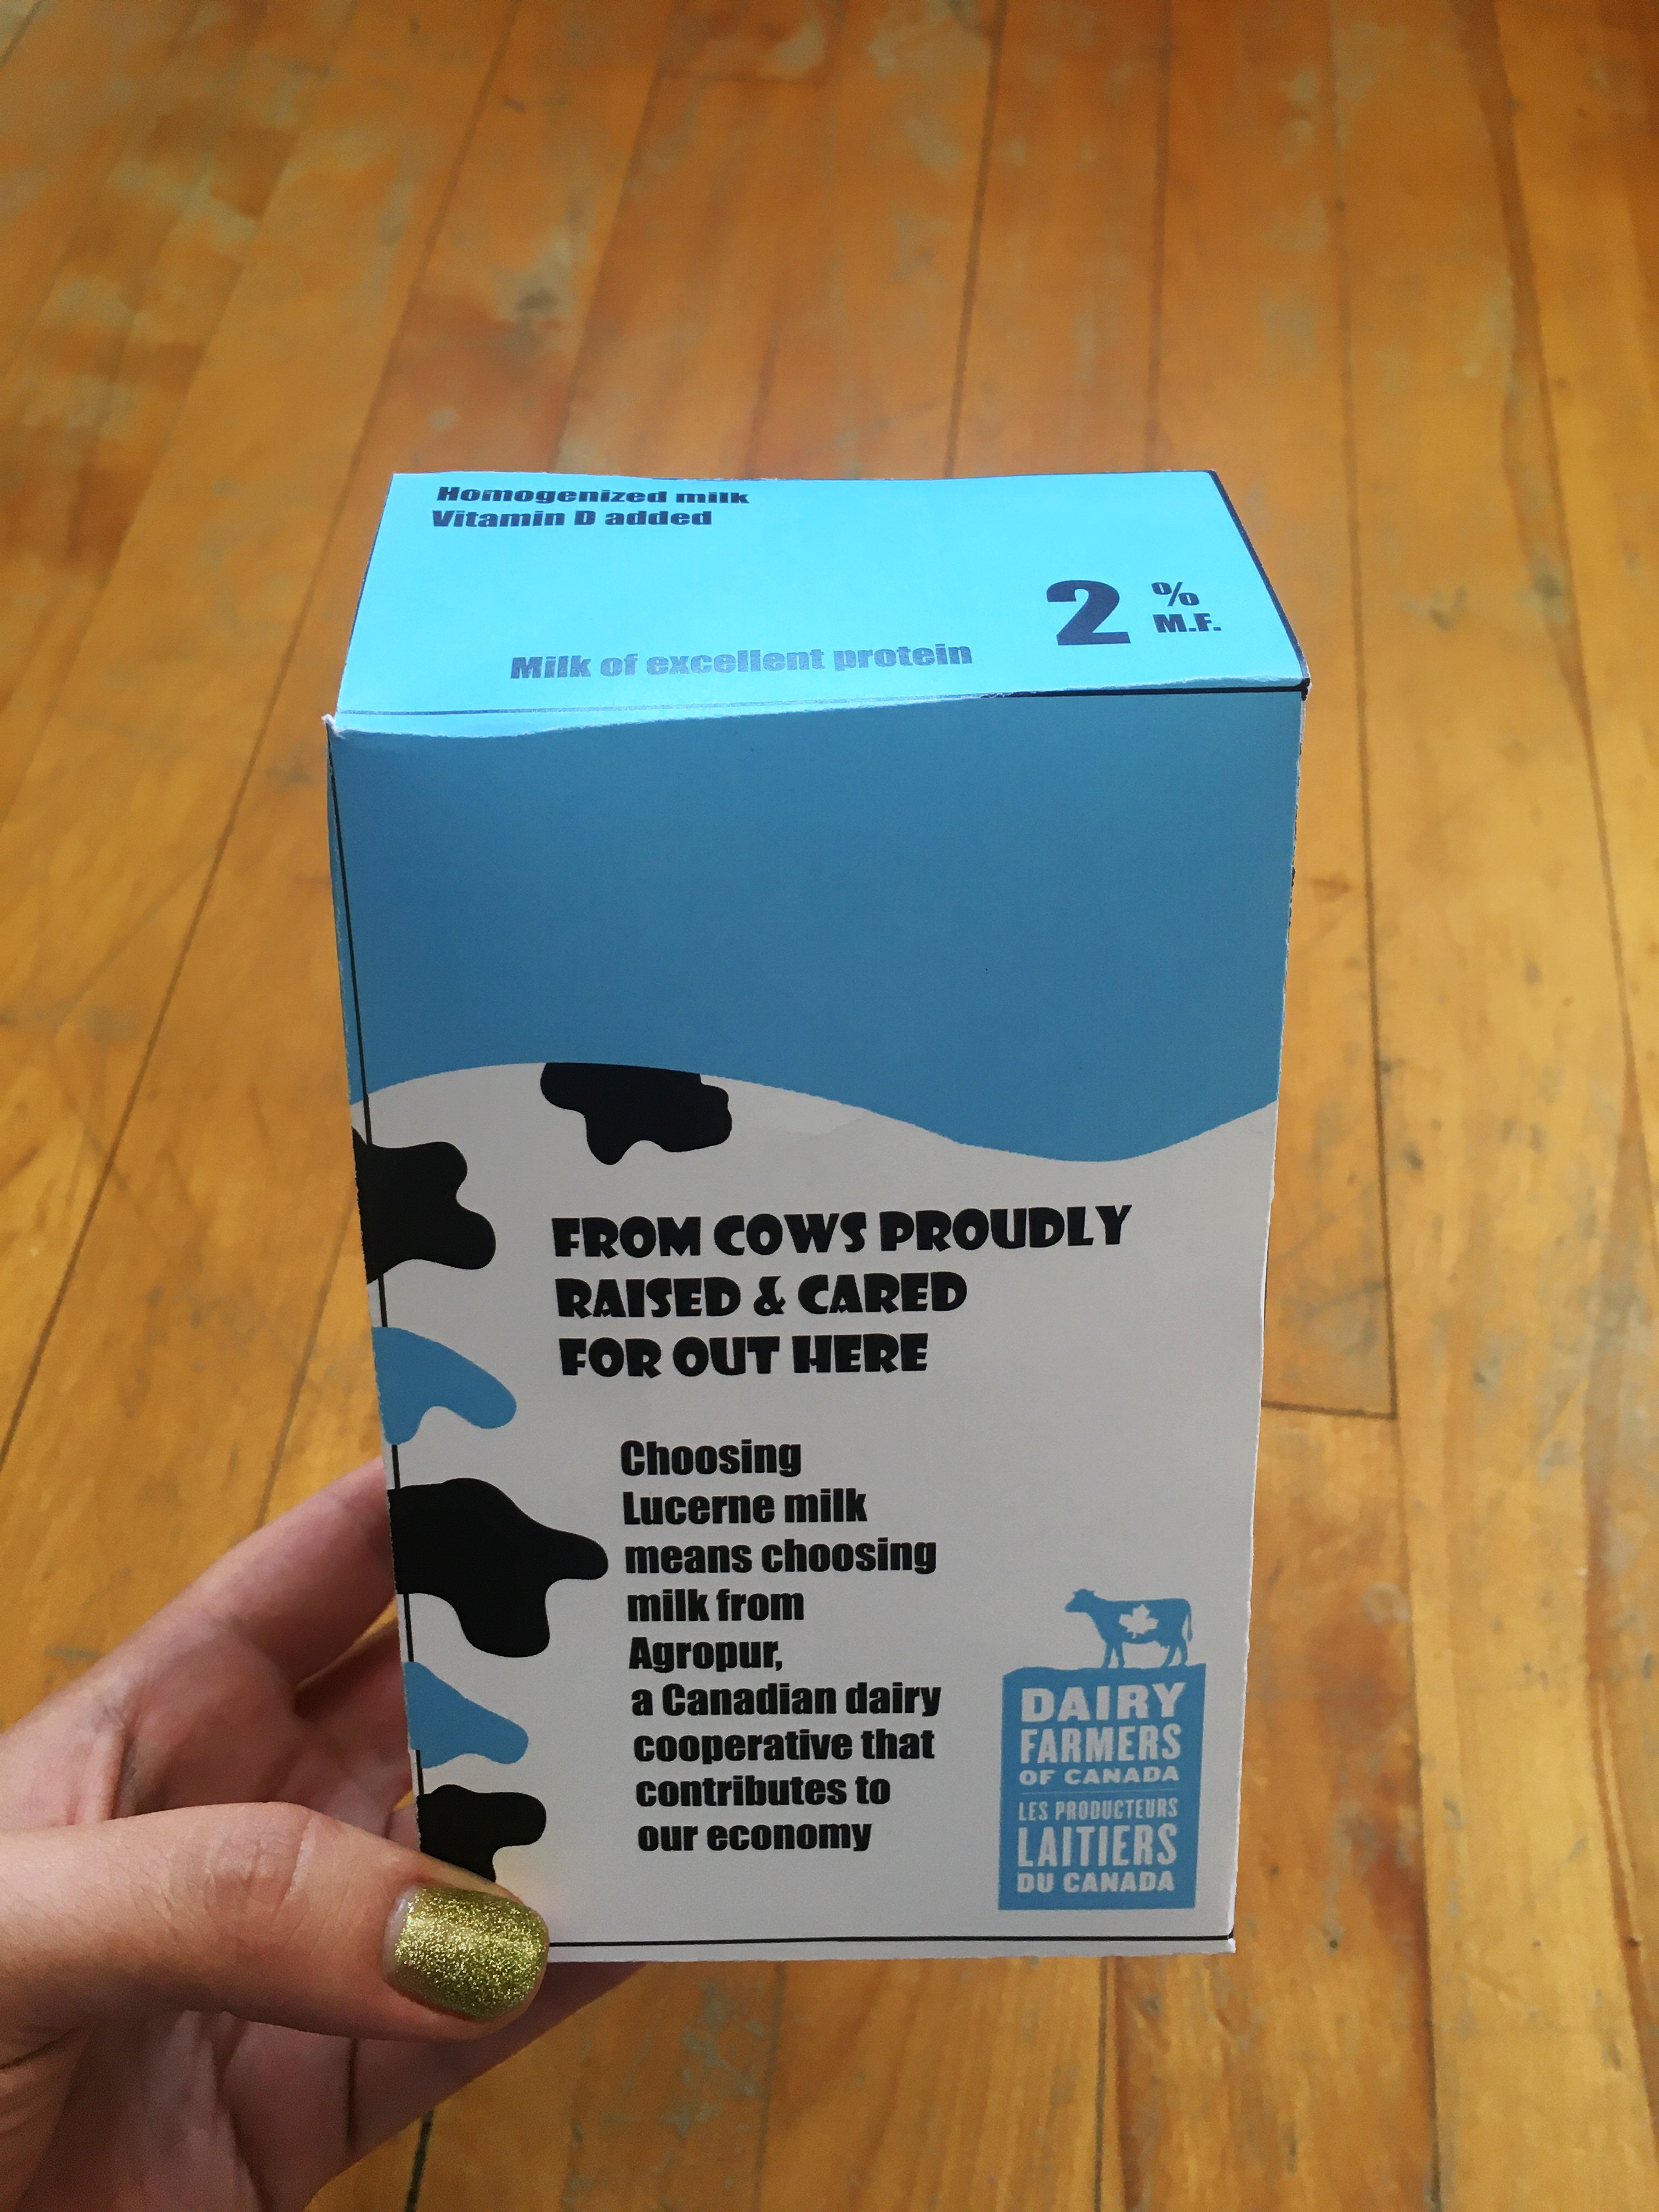 Homogenized milk
Vitamin D added
2 %
M.F.
Milk of excellent protein
FROM COWS PROUDLY
RAISED & CARED
FOR OUT HERE
Choosing
Lucerne milk
means choosing
milk from
Agropur,
a Canadian dairy
cooperative that
contributes to
our economy
DAIRY
FARMERS
OF CANADA
LES PRODUCTEURS
LAITIERS
DU CANADA